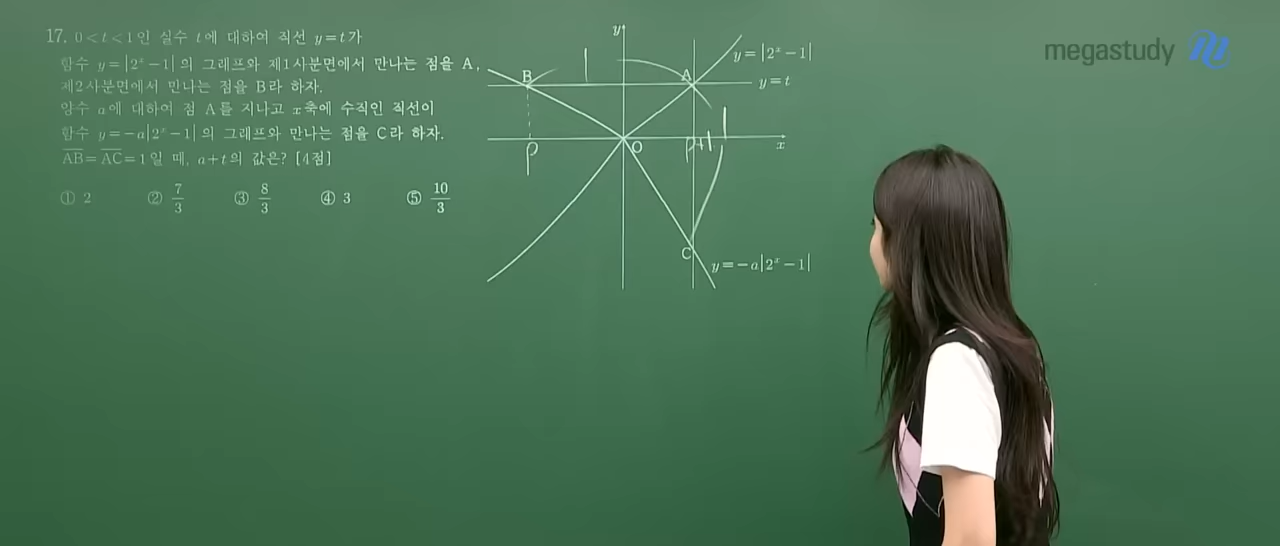 17. 0<t<1인 실수 t에 대하여 직선 y=t가
함수 y=|2ˣ-1|의 그래프와 제1사분면에서 만나는 점을 A,
제2사분면에서 만나는 점을 B라 하자.
양수 a에 대하여 점 A를 지나고 x축에 수직인 직선이
함수 y=-a|2ˣ-1|의 그래프와 만나는 점을 C라 하자.
AB=AC=1일 때, a+t의 값은? [4점]
① 2 ② 7/3 ③ 8/3 ④ 3 ⑤ 10/3
y
y=|2ˣ-1|
B 1 A
y=t
1
p O p+1 x
C
y=-a|2ˣ-1|
megastudy